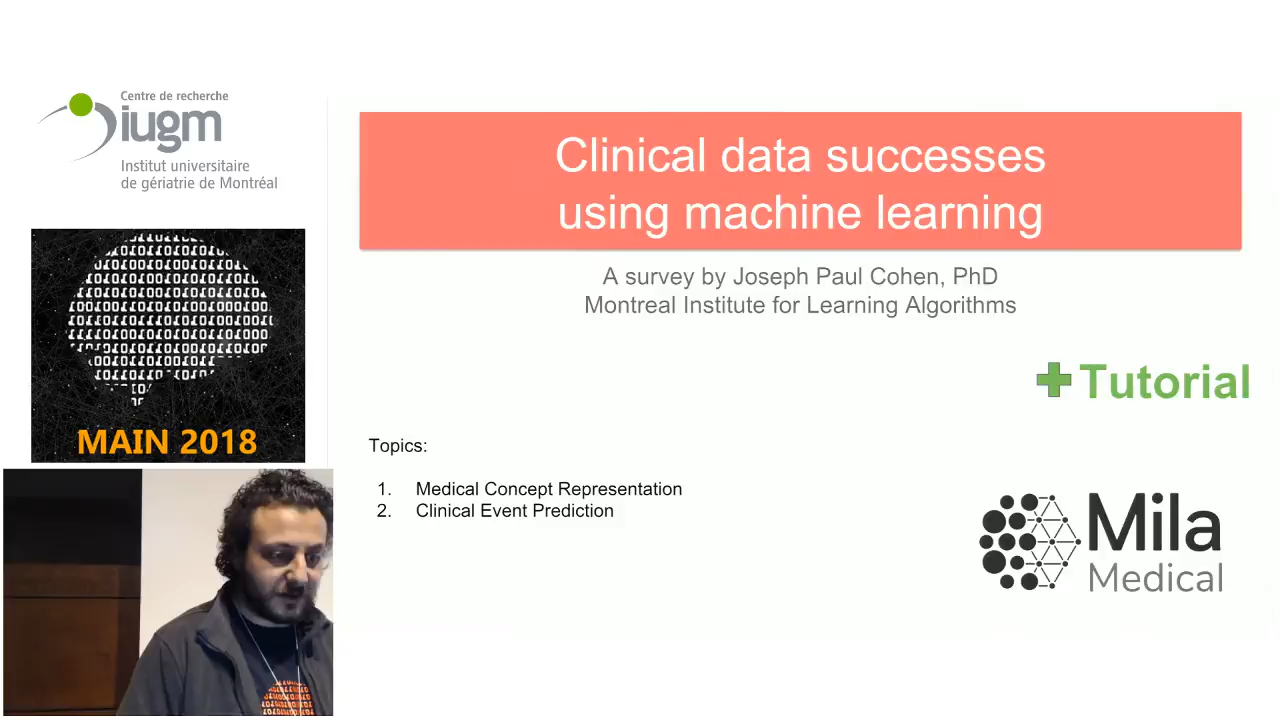 Centre de recherche
iugm
Institut universitaire
de gériatrie de Montréal
MAIN 2018
Clinical data successes
using machine learning
A survey by Joseph Paul Cohen, PhD
Montreal Institute for Learning Algorithms
Tutorial
Topics:
1. Medical Concept Representation
2. Clinical Event Prediction
Mila
Medical